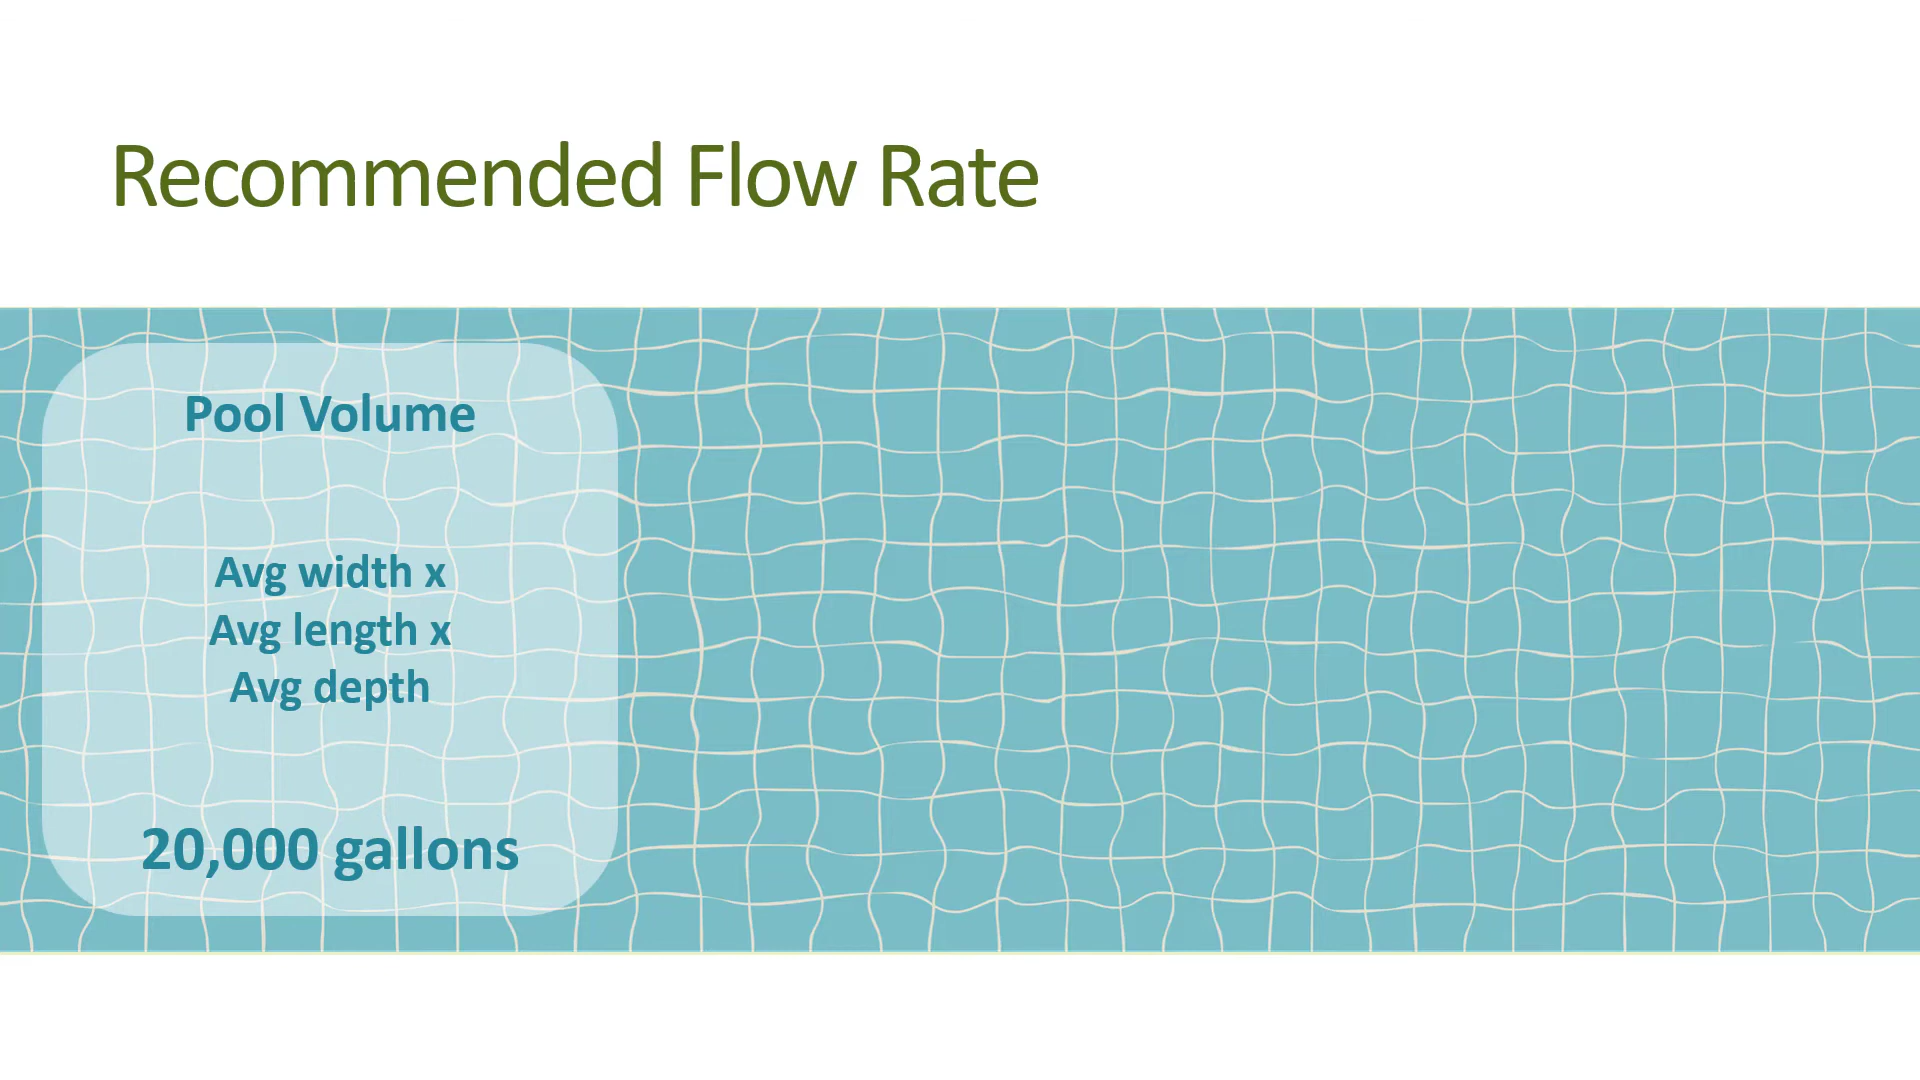 Recommended Flow Rate
Pool Volume
Avg width x
Avg length x
Avg depth
20,000 gallons